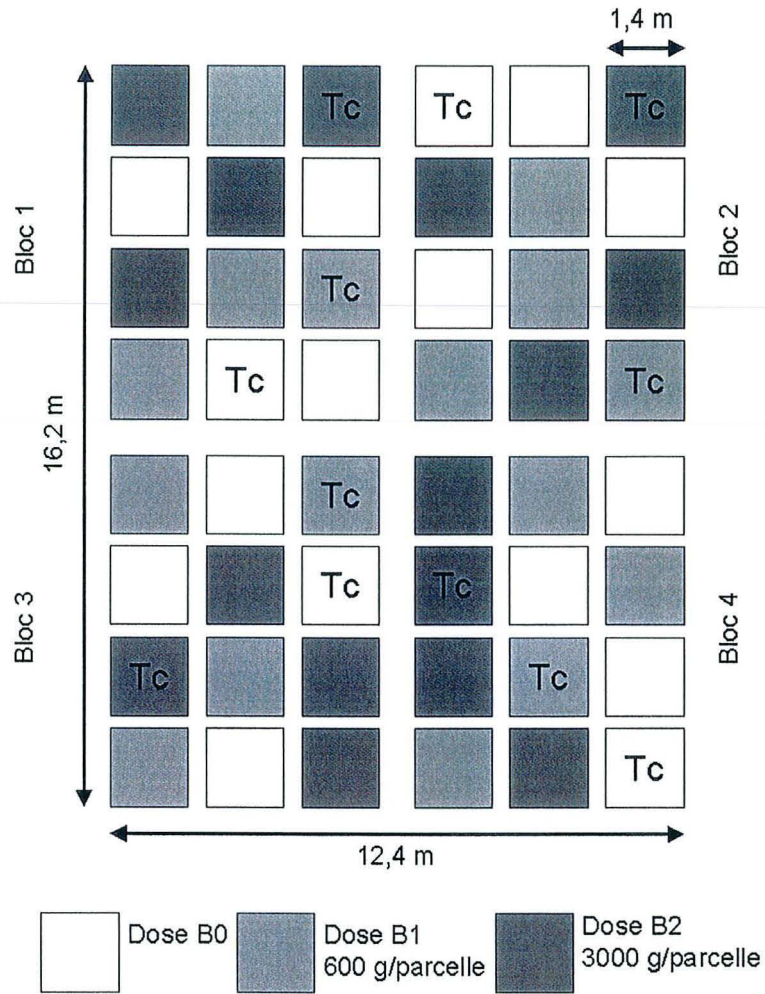 1,4 m
Tc
Tc
Tc
Bloc 1
Bloc 2
Tc
Tc
Tc
16,2 m
Tc
Tc
Tc
Bloc 3
Bloc 4
Tc
Tc
Tc
12,4 m
Dose B0
Dose B1
600 g/parcelle
Dose B2
3000 g/parcelle